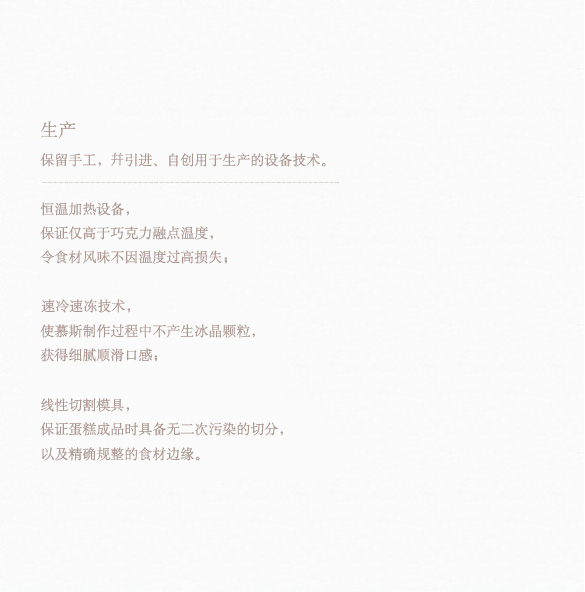 生产
保留手工，并引进、自创用于生产的设备技术。
恒温加热设备，
保证仅高于巧克力融点温度，
令食材风味不因温度过高损失；
速冷速冻技术，
使慕斯制作过程中不产生冰晶颗粒，
获得细腻顺滑口感；
线性切割模具，
保证蛋糕成品时具备无二次污染的切分，
以及精确规整的食材边缘。